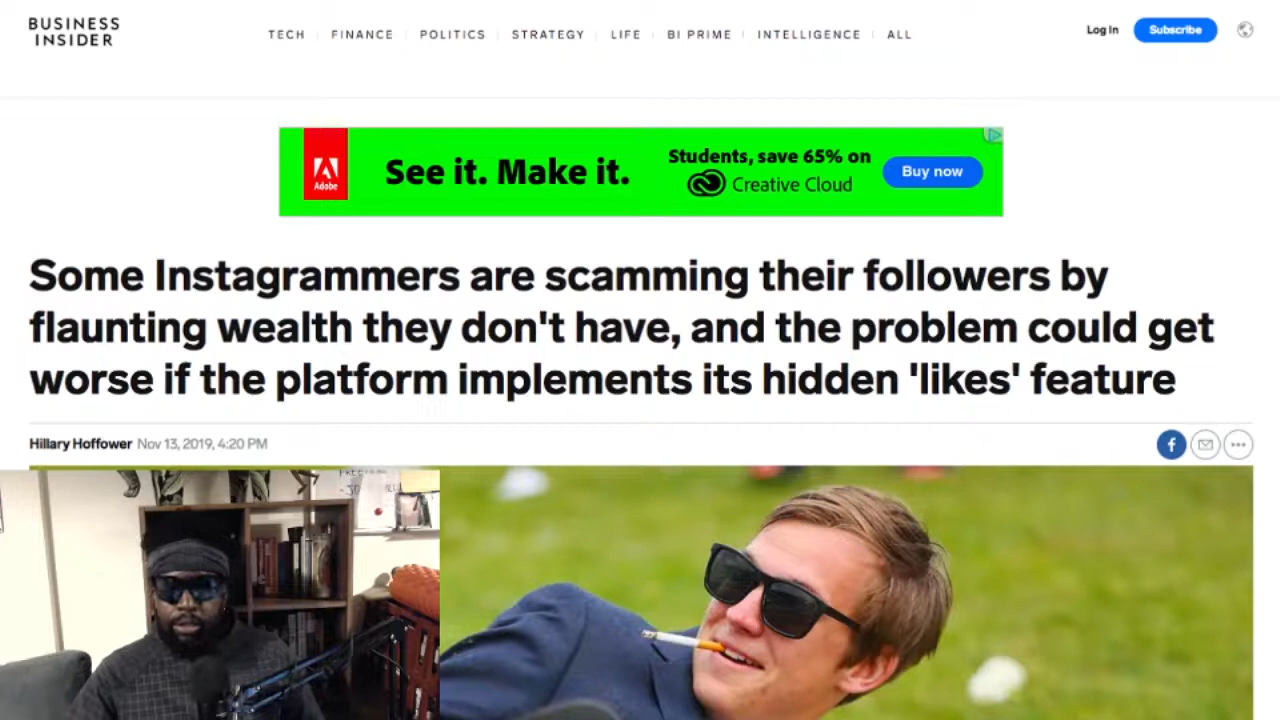 BUSINESS
INSIDER
TECH FINANCE POLITICS STRATEGY LIFE BI PRIME INTELLIGENCE ALL
Log In Subscribe
Adobe
See it. Make it.
Students, save 65% on
Creative Cloud
Buy now
Some Instagrammers are scamming their followers by
flaunting wealth they don't have, and the problem could get
worse if the platform implements its hidden 'likes' feature
Hillary Hoffower Nov 13, 2019, 4:20 PM